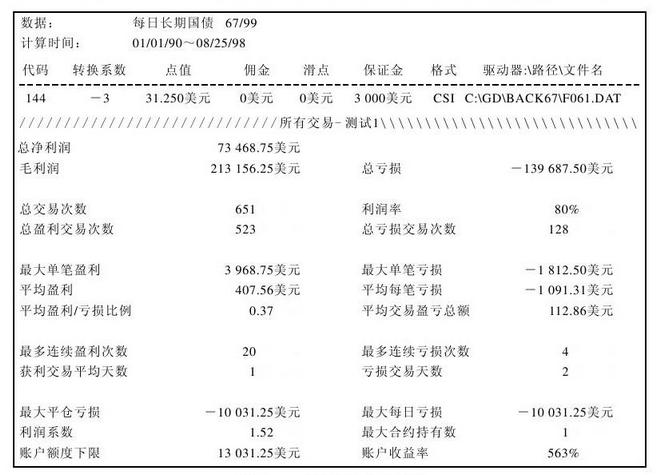 数据: 每日长期国债 67/99
计算时间: 01/01/90～08/25/98
代码 转换系数 点值 佣金 滑点 保证金 格式 驱动器:\路径\文件名
144 －3 31.250美元 0美元 0美元 3 000美元 CSI C:\GD\BACK67\F061.DAT
//////////////////////////////所有交易-测试1\\\\\\\\\\\\\\\\\\\\\\\\\\\\\\
总净利润 73 468.75美元
毛利润 213 156.25美元 总亏损 －139 687.50美元
总交易次数 651 利润率 80%
总盈利交易次数 523 总亏损交易次数 128
最大单笔盈利 3 968.75美元 最大单笔亏损 －1 812.50美元
平均盈利 407.56美元 平均每笔亏损 －1 091.31美元
平均盈利/亏损比例 0.37 平均交易盈亏总额 112.86美元
最多连续盈利次数 20 最多连续亏损次数 4
获利交易平均天数 1 亏损交易天数 2
最大平仓亏损 －10 031.25美元 最大每日亏损 －10 031.25美元
利润系数 1.52 最大合约持有数 1
账户额度下限 13 031.25美元 账户收益率 563%